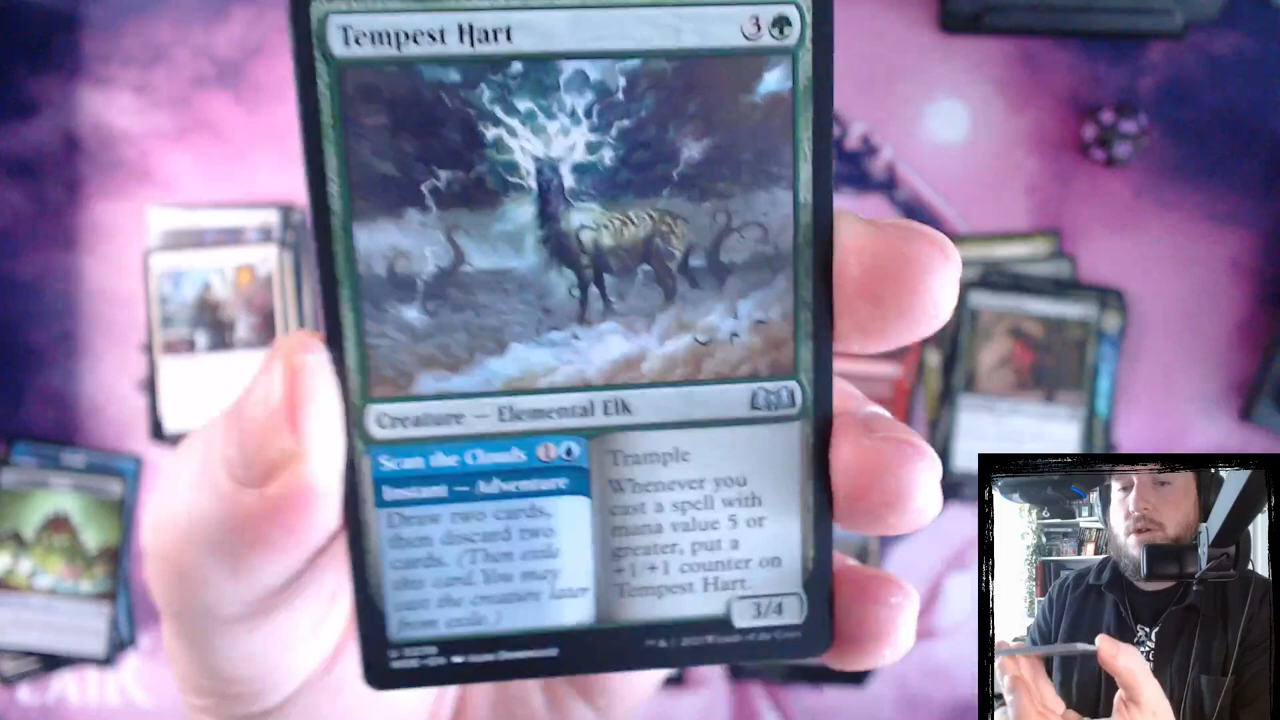 Tempest Hart
3
Creature — Elemental Elk
Scan the Clouds 1
Instant — Adventure
Draw two cards,
then discard two
cards. (Then exile
this card. You may
cast the creature later
from exile.)
Trample
Whenever you
cast a spell with
mana value 5 or
greater, put a
+1/+1 counter on
Tempest Hart.
3/4